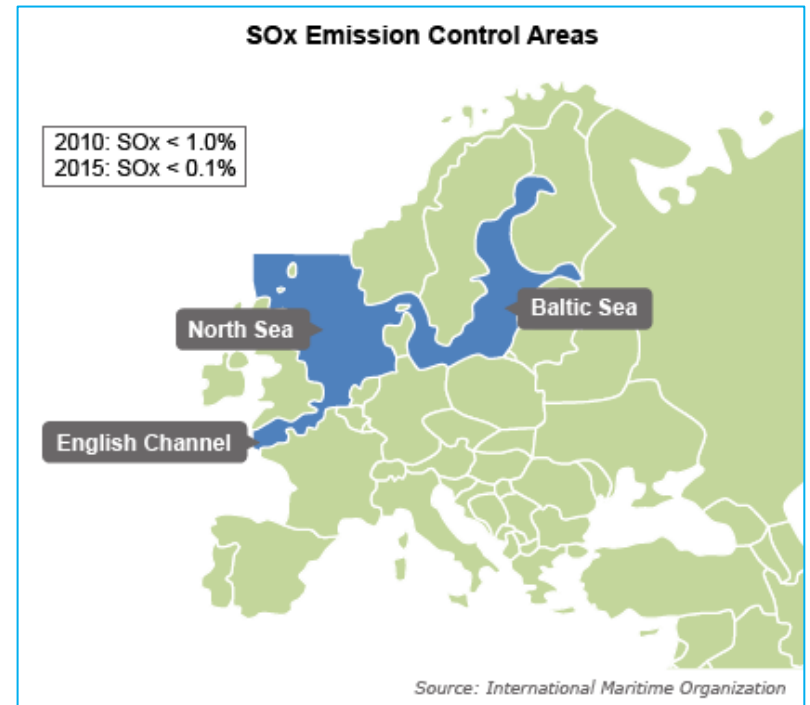 SOx Emission Control Areas
2010: SOx < 1.0%
2015: SOx < 0.1%
Baltic Sea
North Sea
English Channel
Source: International Maritime Organization